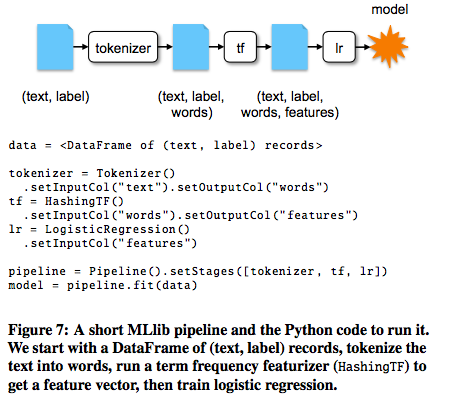 model
tokenizer
tf
lr
(text, label)
(text, label,
words)
(text, label,
words, features)
data = <DataFrame of (text, label) records>
tokenizer = Tokenizer()
.setInputCol("text").setOutputCol("words")
tf = HashingTF()
.setInputCol("words").setOutputCol("features")
lr = LogisticRegression()
.setInputCol("features")
pipeline = Pipeline().setStages([tokenizer, tf, lr])
model = pipeline.fit(data)
Figure 7: A short MLlib pipeline and the Python code to run it.
We start with a DataFrame of (text, label) records, tokenize the
text into words, run a term frequency featurizer (HashingTF) to
get a feature vector, then train logistic regression.